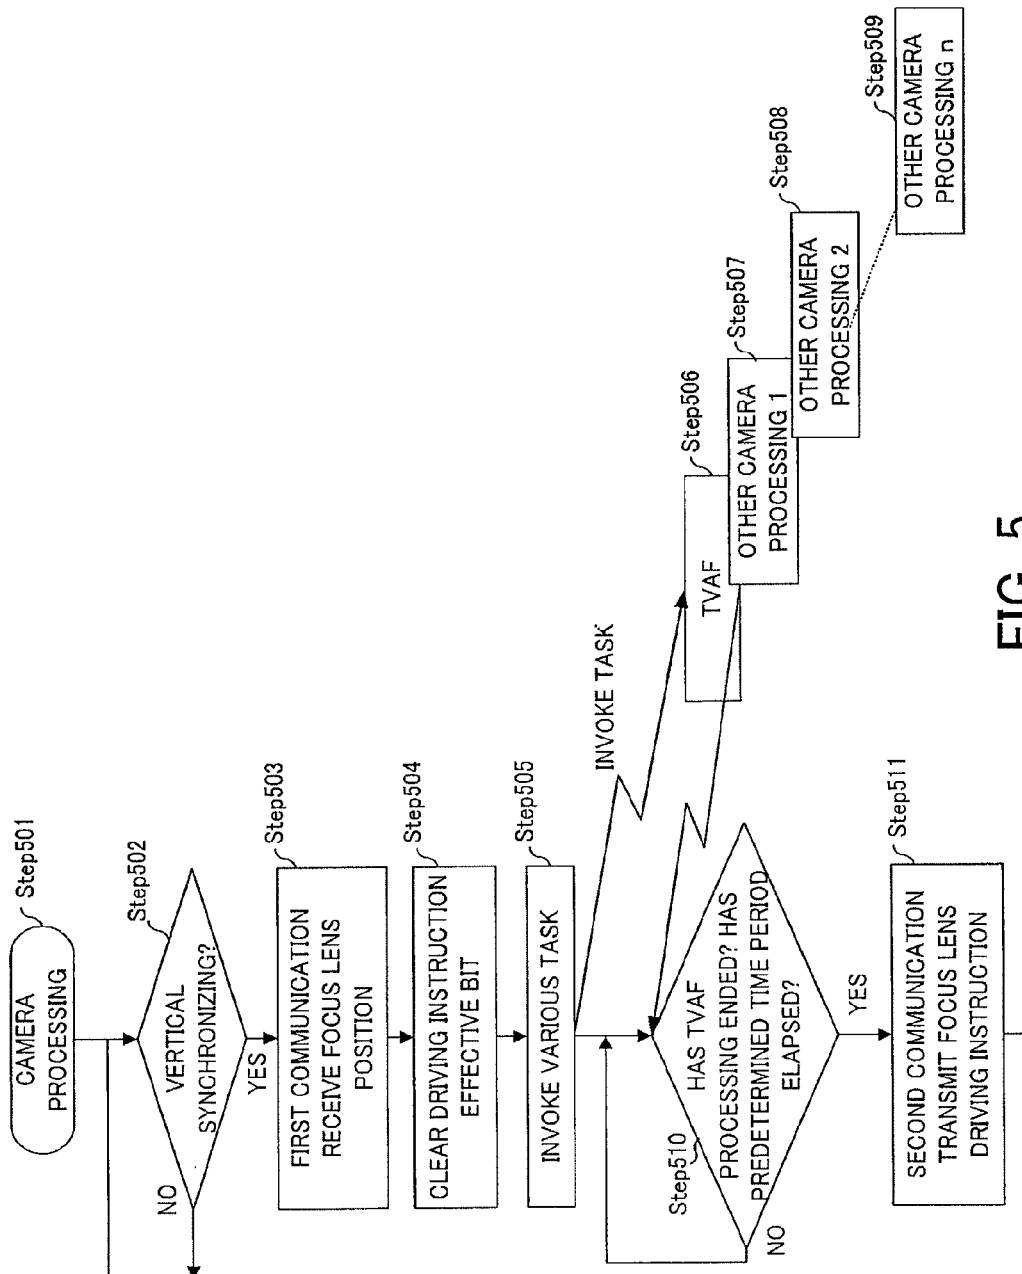 CAMERA
PROCESSING
Step501
VERTICAL
SYNCHRONIZING?
Step502
NO
YES
FIRST COMMUNICATION
RECEIVE FOCUS LENS
POSITION
Step503
CLEAR DRIVING INSTRUCTION
EFFECTIVE BIT
Step504
INVOKE VARIOUS TASK
Step505
INVOKE TASK
TVAF
Step506
OTHER CAMERA
PROCESSING 1
Step507
OTHER CAMERA
PROCESSING 2
Step508
OTHER CAMERA
PROCESSING n
Step509
HAS TVAF
PROCESSING ENDED? HAS
PREDETERMINED TIME PERIOD
ELAPSED?
Step510
NO
YES
SECOND COMMUNICATION
TRANSMIT FOCUS LENS
DRIVING INSTRUCTION
Step511
FIG. 5